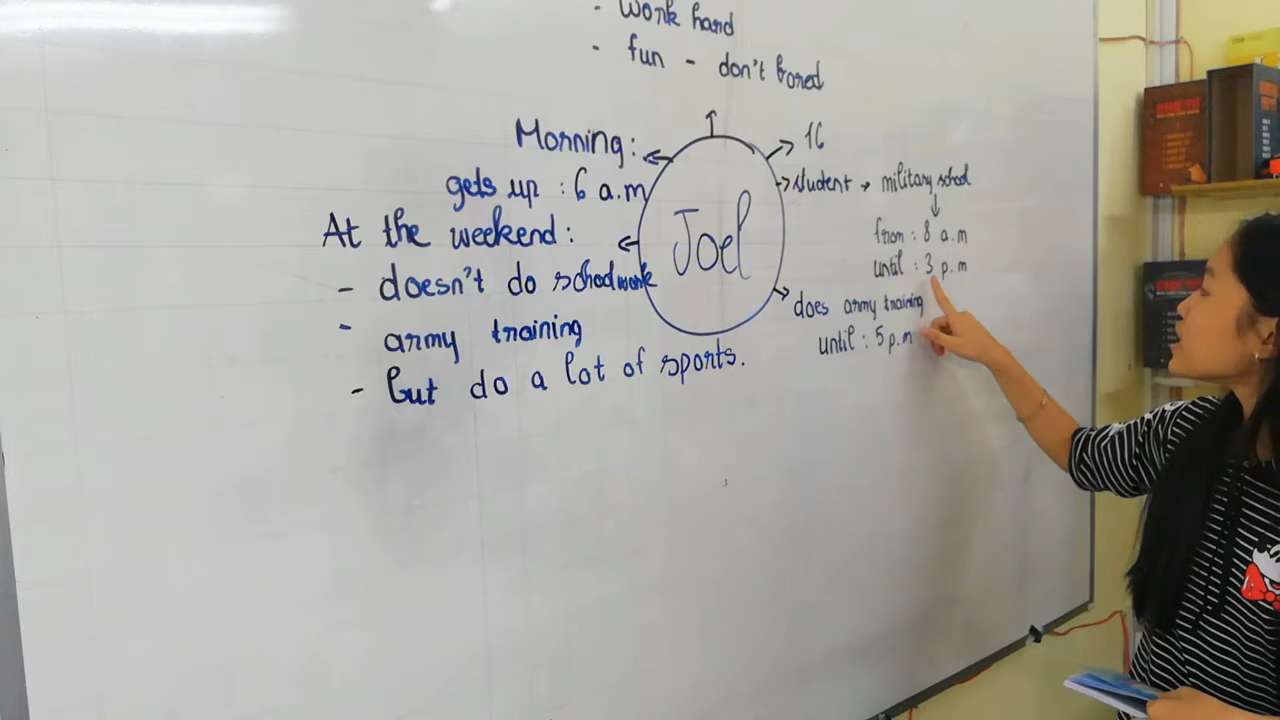 - work hard
- fun - don't bored
Morning:
gets up : 6 a.m
At the weekend:
- doesn't do schoolwork
- army training
- but do a lot of sports.
Joel
16
student → military school
from : 8 a.m
until : 3 p.m
does army training
until : 5 p.m